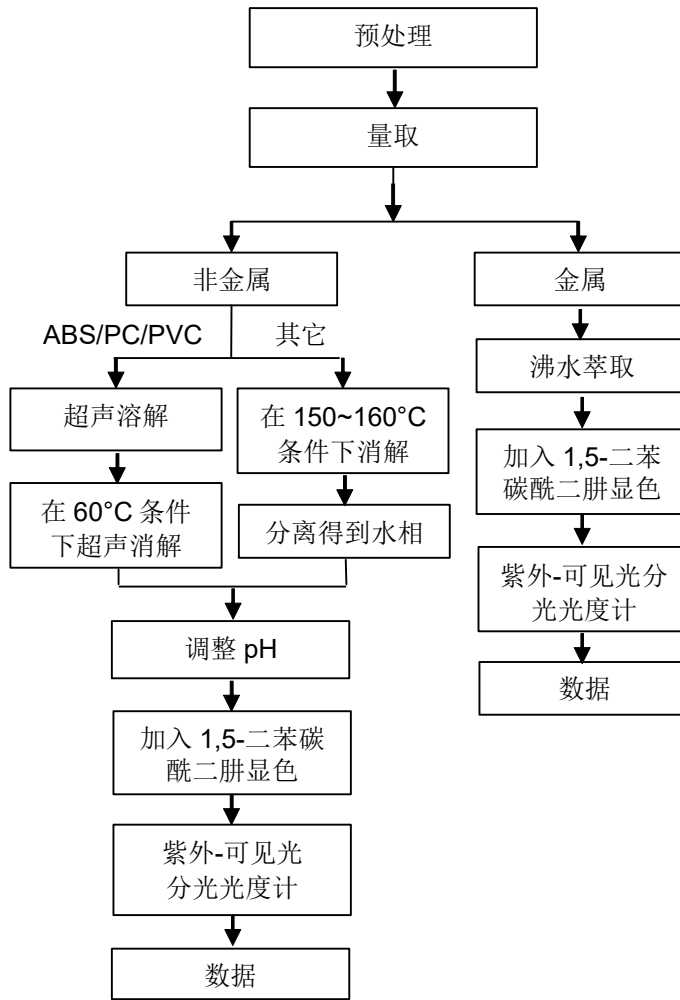 预处理
量取
非金属
金属
ABS/PC/PVC
其它
超声溶解
在 60°C 条件
下超声消解
在 150~160°C
条件下消解
分离得到水相
调整 pH
加入 1,5-二苯碳
酰二肼显色
紫外-可见光
分光光度计
数据
沸水萃取
加入 1,5-二苯
碳酰二肼显色
紫外-可见光分
光光度计
数据